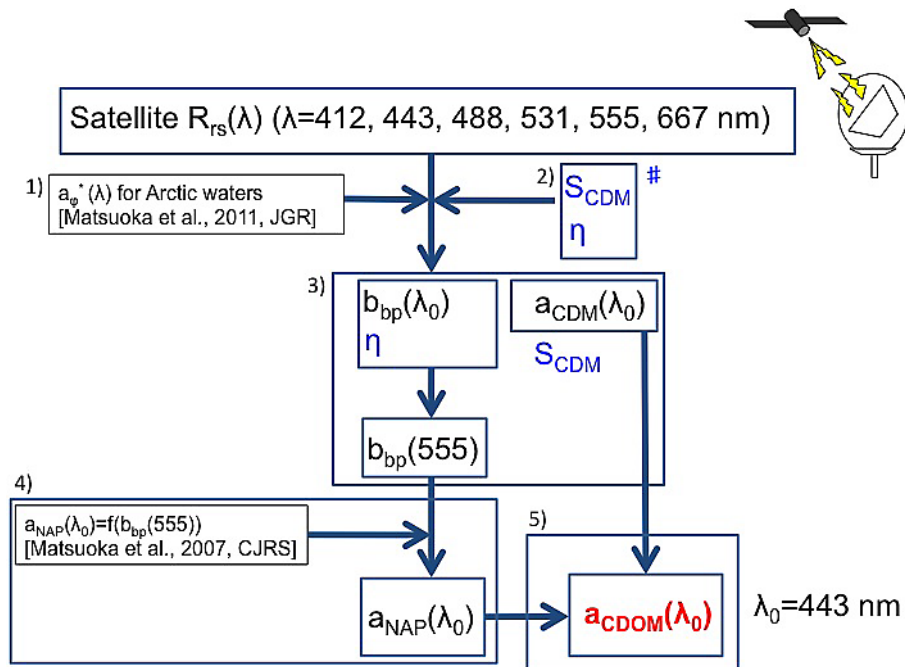 Satellite Rrs(λ) (λ=412, 443, 488, 531, 555, 667 nm)
1)
aφ*(λ) for Arctic waters
[Matsuoka et al., 2011, JGR]
2)
SCDM
η
#
3)
bbp(λ0)
η
aCDM(λ0)
SCDM
bbp(555)
4)
aNAP(λ0)=f(bbp(555))
[Matsuoka et al., 2007, CJRS]
aNAP(λ0)
5)
aCDOM(λ0)
λ0=443 nm